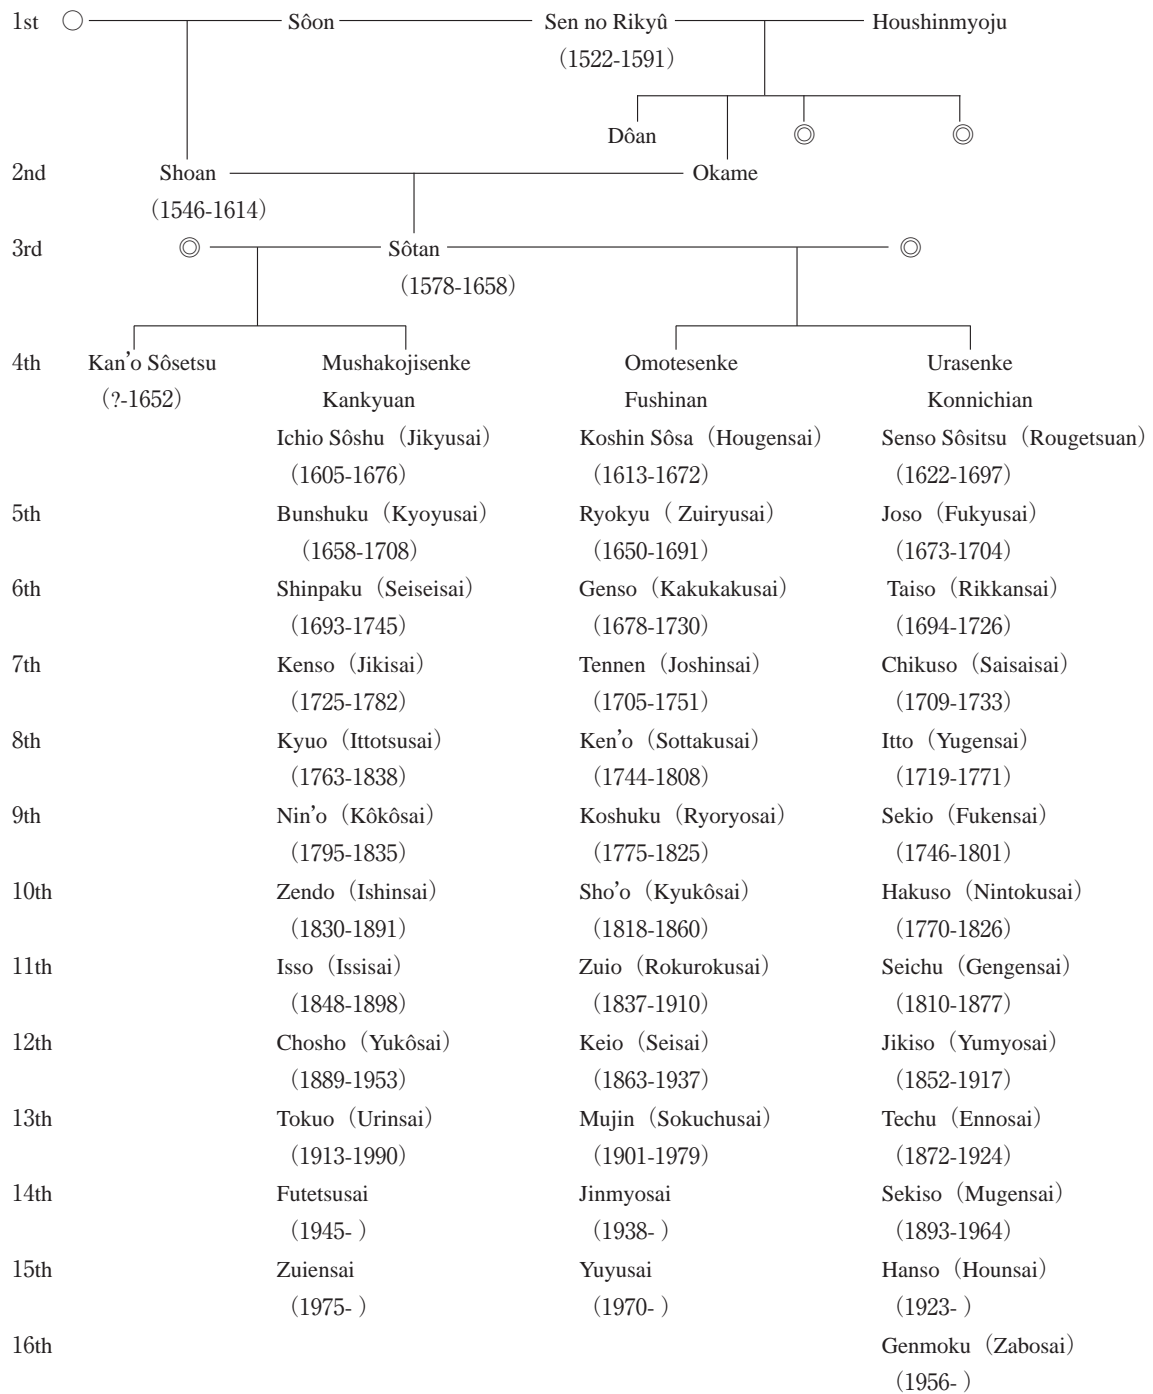 1st ○ Sôon Sen no Rikyû Houshinmyoju
（1522-1591）
Dôan ◎ ◎
2nd Shoan Okame
（1546-1614）
3rd ◎ Sôtan ◎
（1578-1658）
4th Kan’o Sôsetsu Mushakojisenke Omotesenke Urasenke
（?-1652） Kankyuan Fushinan Konnichian
Ichio Sôshu（Jikyusai） Koshin Sôsa（Hougensai） Senso Sôsitsu（Rougetsuan）
（1605-1676） （1613-1672） （1622-1697）
5th Bunshuku（Kyoyusai） Ryokyu（ Zuiryusai） Joso（Fukyusai）
（1658-1708） （1650-1691） （1673-1704）
6th Shinpaku（Seiseisai） Genso（Kakukakusai） Taiso（Rikkansai）
（1693-1745） （1678-1730） （1694-1726）
7th Kenso（Jikisai） Tennen（Joshinsai） Chikuso（Saisaisai）
（1725-1782） （1705-1751） （1709-1733）
8th Kyuo（Ittotsusai） Ken’o（Sottakusai） Itto（Yugensai）
（1763-1838） （1744-1808） （1719-1771）
9th Nin’o（Kôkôsai） Koshuku（Ryoryosai） Sekio（Fukensai）
（1795-1835） （1775-1825） （1746-1801）
10th Zendo（Ishinsai） Sho’o（Kyukôsai） Hakuso（Nintokusai）
（1830-1891） （1818-1860） （1770-1826）
11th Isso（Issisai） Zuio（Rokurokusai） Seichu（Gengensai）
（1848-1898） （1837-1910） （1810-1877）
12th Chosho（Yukôsai） Keio（Seisai） Jikiso（Yumyosai）
（1889-1953） （1863-1937） （1852-1917）
13th Tokuo（Urinsai） Mujin（Sokuchusai） Techu（Ennosai）
（1913-1990） （1901-1979） （1872-1924）
14th Futetsusai Jinmyosai Sekiso（Mugensai）
（1945- ） （1938- ） （1893-1964）
15th Zuiensai Yuyusai Hanso（Hounsai）
（1975- ） （1970- ） （1923- ）
16th Genmoku（Zabosai）
（1956- ）